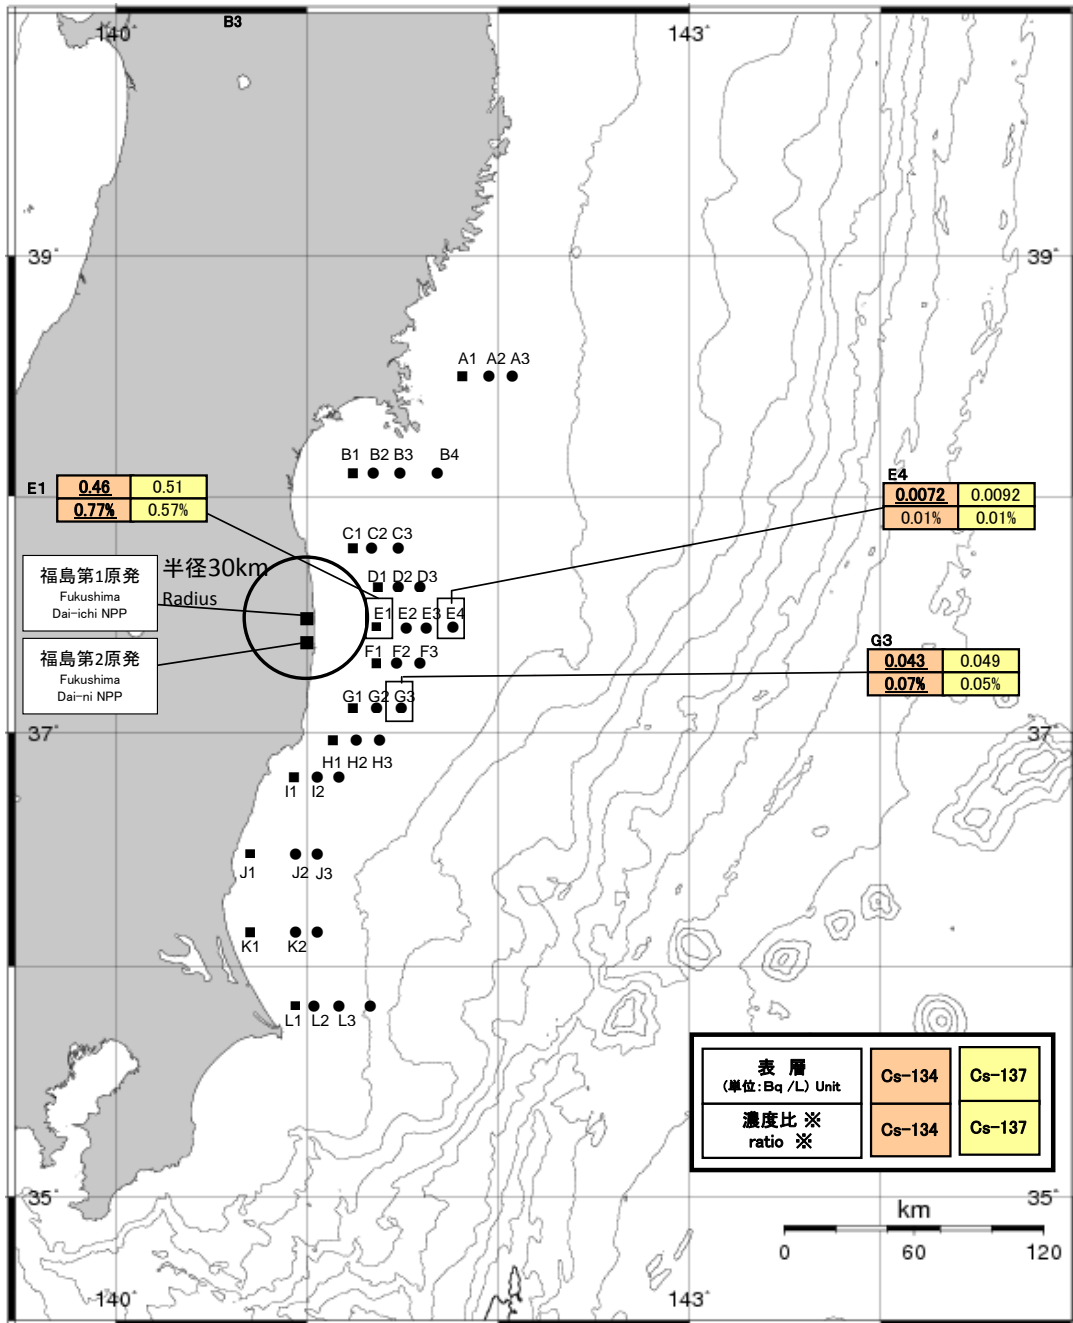 B3
140°
143°
39°
39°
A1 A2 A3
B1 B2 B3 B4
E1
0.46 0.51
0.77% 0.57%
E4
0.0072 0.0092
0.01% 0.01%
C1 C2 C3
福島第1原発
Fukushima
Dai-ichi NPP
半径30km
Radius
D1 D2 D3
E1 E2 E3 E4
福島第2原発
Fukushima
Dai-ni NPP
F1 F2 F3
G3
0.043 0.049
0.07% 0.05%
G1 G2 G3
37°
37°
H1 H2 H3
I1 I2
J1 J2 J3
K1 K2
L1 L2 L3
表 層
(単位:Bq /L) Unit
Cs-134 Cs-137
濃度比 ※
ratio ※
Cs-134 Cs-137
35°
35°
km
0 60 120
140°
143°